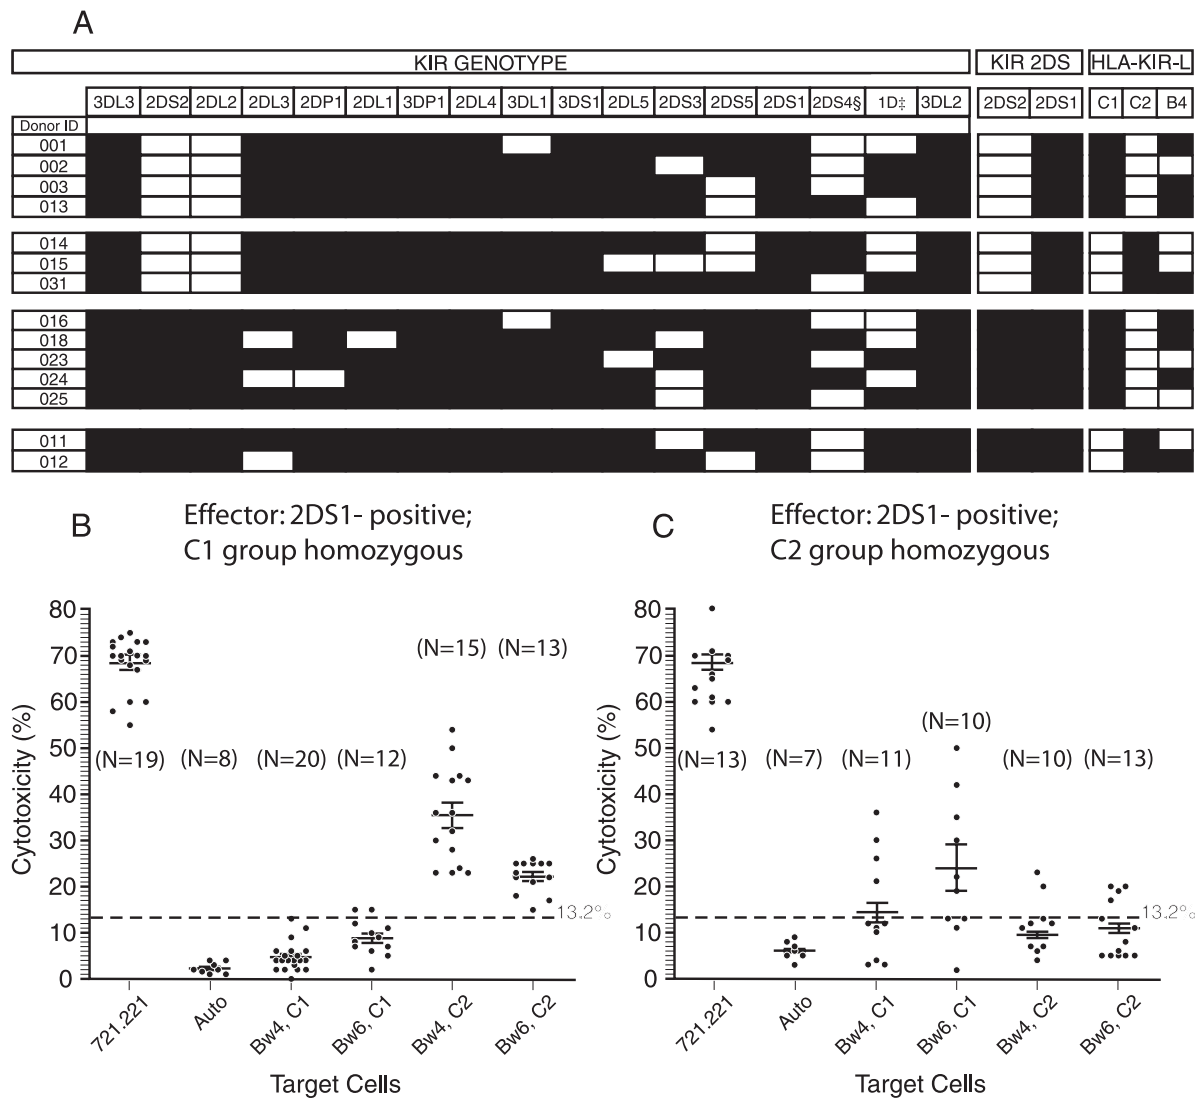 A
KIR GENOTYPE KIR 2DS HLA-KIR-L
3DL3 2DS2 2DL2 2DL3 2DP1 2DL1 3DP1 2DL4 3DL1 3DS1 2DL5 2DS3 2DS5 2DS1 2DS4§ 1D‡ 3DL2 2DS2 2DS1 C1 C2 B4
Donor ID
001
002
003
013
014
015
031
016
018
023
024
025
011
012
B
Effector: 2DS1- positive;
C1 group homozygous
Cytotoxicity (%)
80
70
60
50
40
30
20
10
0
(N=15) (N=13)
(N=19) (N=8) (N=20) (N=12)
13.2%
721.221
Auto
Bw4, C1
Bw6, C1
Bw4, C2
Bw6, C2
Target Cells
C
Effector: 2DS1- positive;
C2 group homozygous
Cytotoxicity (%)
80
70
60
50
40
30
20
10
0
(N=10)
(N=13) (N=7) (N=11) (N=10) (N=13)
13.2%
721.221
Auto
Bw4, C1
Bw6, C1
Bw4, C2
Bw6, C2
Target Cells